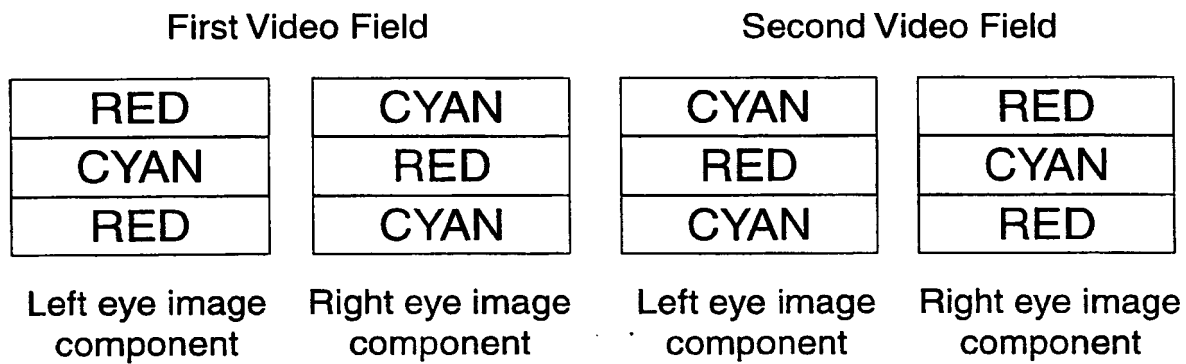 First Video Field Second Video Field
RED CYAN CYAN RED
CYAN RED RED CYAN
RED CYAN CYAN RED
Left eye image Right eye image Left eye image Right eye image
component component component component